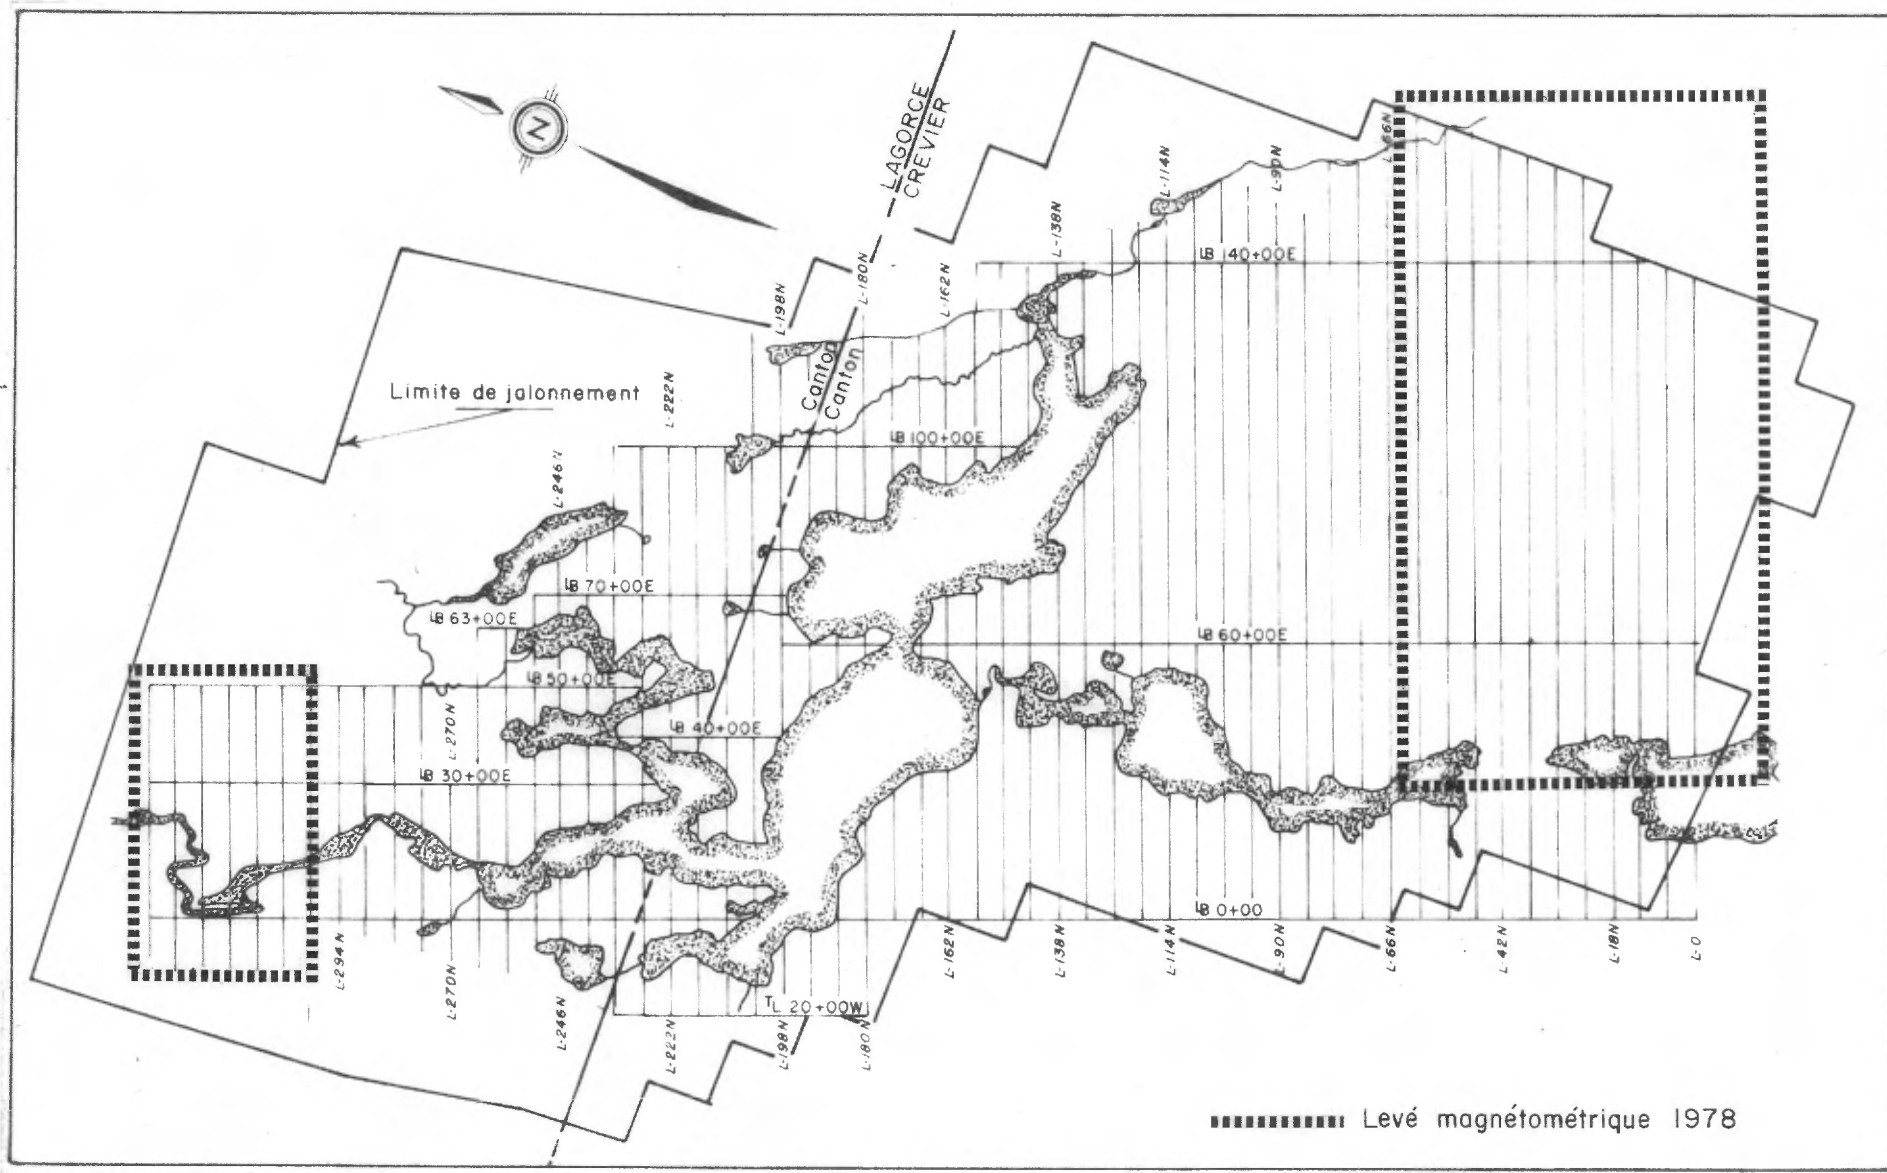 N
LAGORCE
CREVIER
Canton
Canton
L-66N
L-90N
L-114N
L-138N
L-162N
L-180N
L-198N
L-222N
L-246N
L-270N
Limite de jalonnement
LB 140+00E
LB 100+00E
LB 70+00E
LB 63+00E
LB 60+00E
LB 50+00E
LB 40+00E
LB 30+00E
LB 0+00
TL 20+00W
L-294N
L-270N
L-246N
L-222N
L-198N
L-180N
L-162N
L-138N
L-114N
L-90N
L-66N
L-42N
L-18N
L-0
Levé magnétométrique 1978